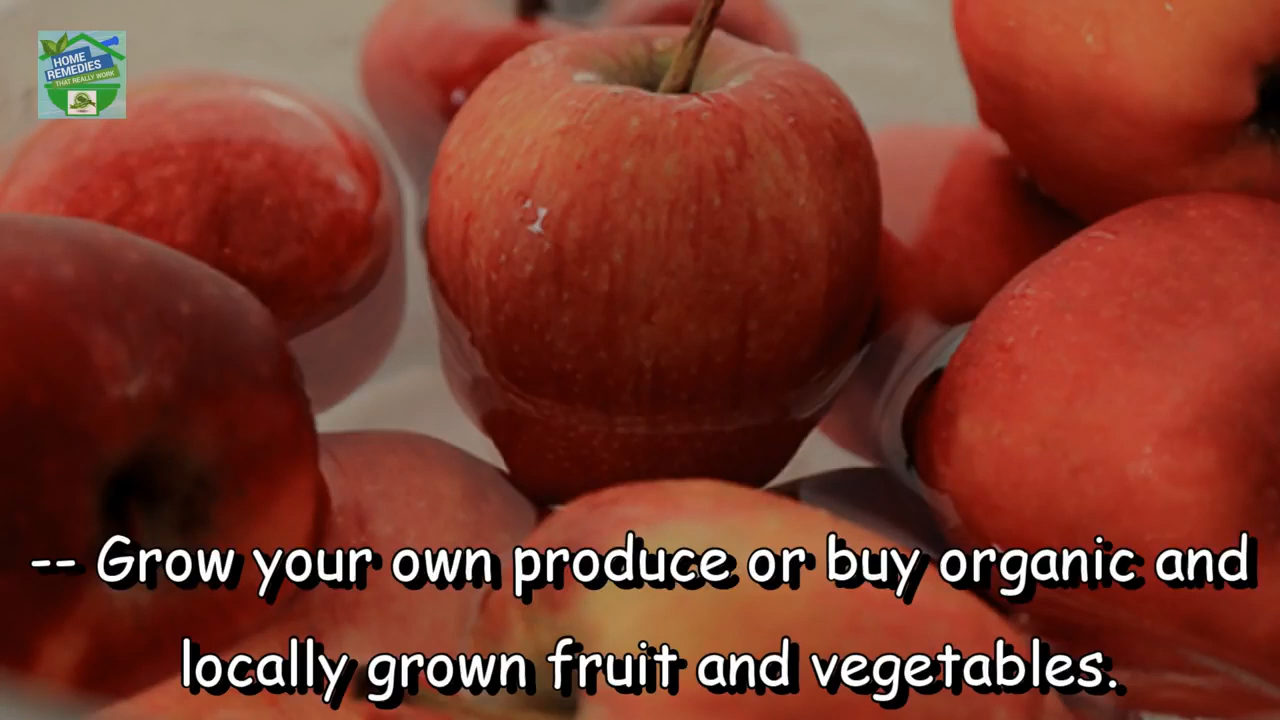 HOME
REMEDIES
THAT REALLY WORK
-- Grow your own produce or buy organic and
locally grown fruit and vegetables.